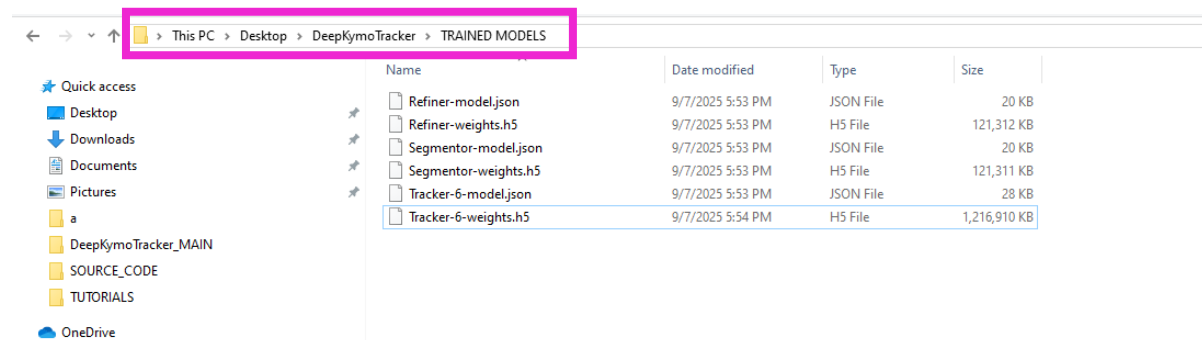 This PC > Desktop > DeepKymoTracker > TRAINED MODELS
Name Date modified Type Size
Quick access
Desktop
Downloads
Documents
Pictures
a
DeepKymoTracker_MAIN
SOURCE_CODE
TUTORIALS
OneDrive
Refiner-model.json 9/7/2025 5:53 PM JSON File 20 KB
Refiner-weights.h5 9/7/2025 5:53 PM H5 File 121,312 KB
Segmentor-model.json 9/7/2025 5:53 PM JSON File 20 KB
Segmentor-weights.h5 9/7/2025 5:53 PM H5 File 121,311 KB
Tracker-6-model.json 9/7/2025 5:53 PM JSON File 28 KB
Tracker-6-weights.h5 9/7/2025 5:54 PM H5 File 1,216,910 KB